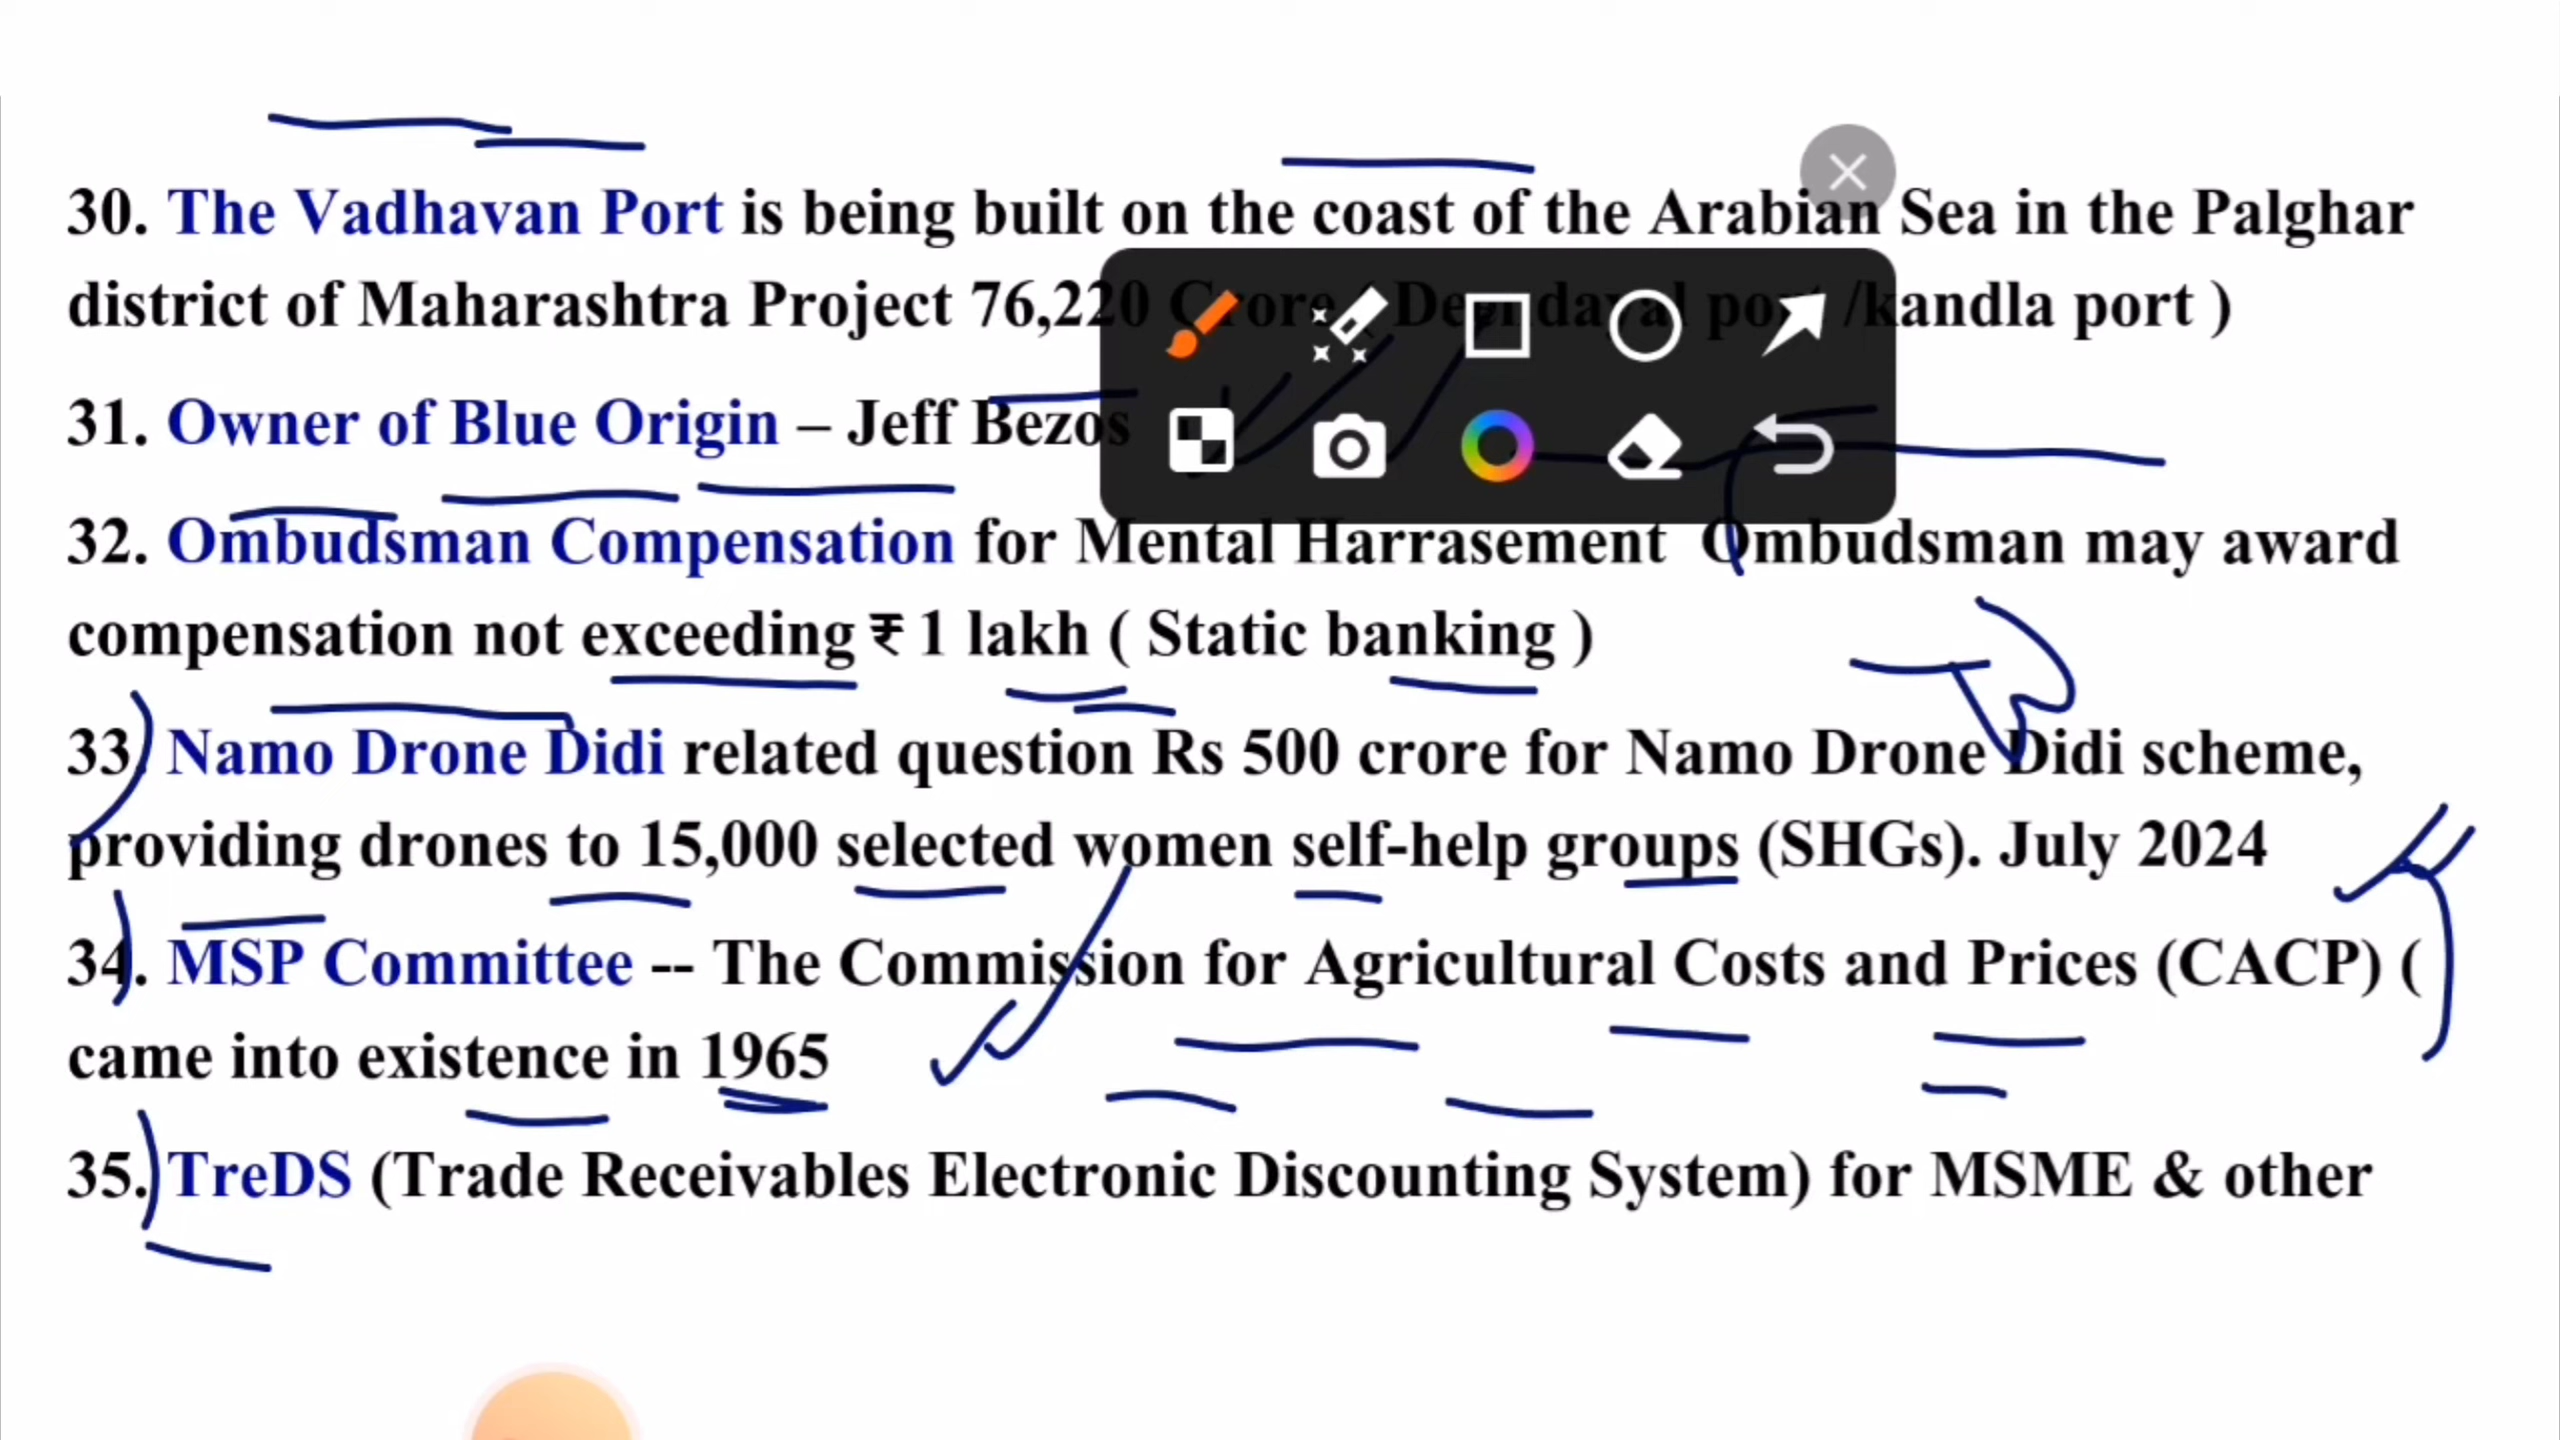 30. The Vadhavan Port is being built on the coast of the Arabian Sea in the Palghar
district of Maharashtra Project 76,220 Crore ( Deendayal port /kandla port )
31. Owner of Blue Origin – Jeff Bezos
32. Ombudsman Compensation for Mental Harrasement Ombudsman may award
compensation not exceeding ₹ 1 lakh ( Static banking )
33. Namo Drone Didi related question Rs 500 crore for Namo Drone Didi scheme,
providing drones to 15,000 selected women self-help groups (SHGs). July 2024
34. MSP Committee -- The Commission for Agricultural Costs and Prices (CACP) (
came into existence in 1965
35. TreDS (Trade Receivables Electronic Discounting System) for MSME & other